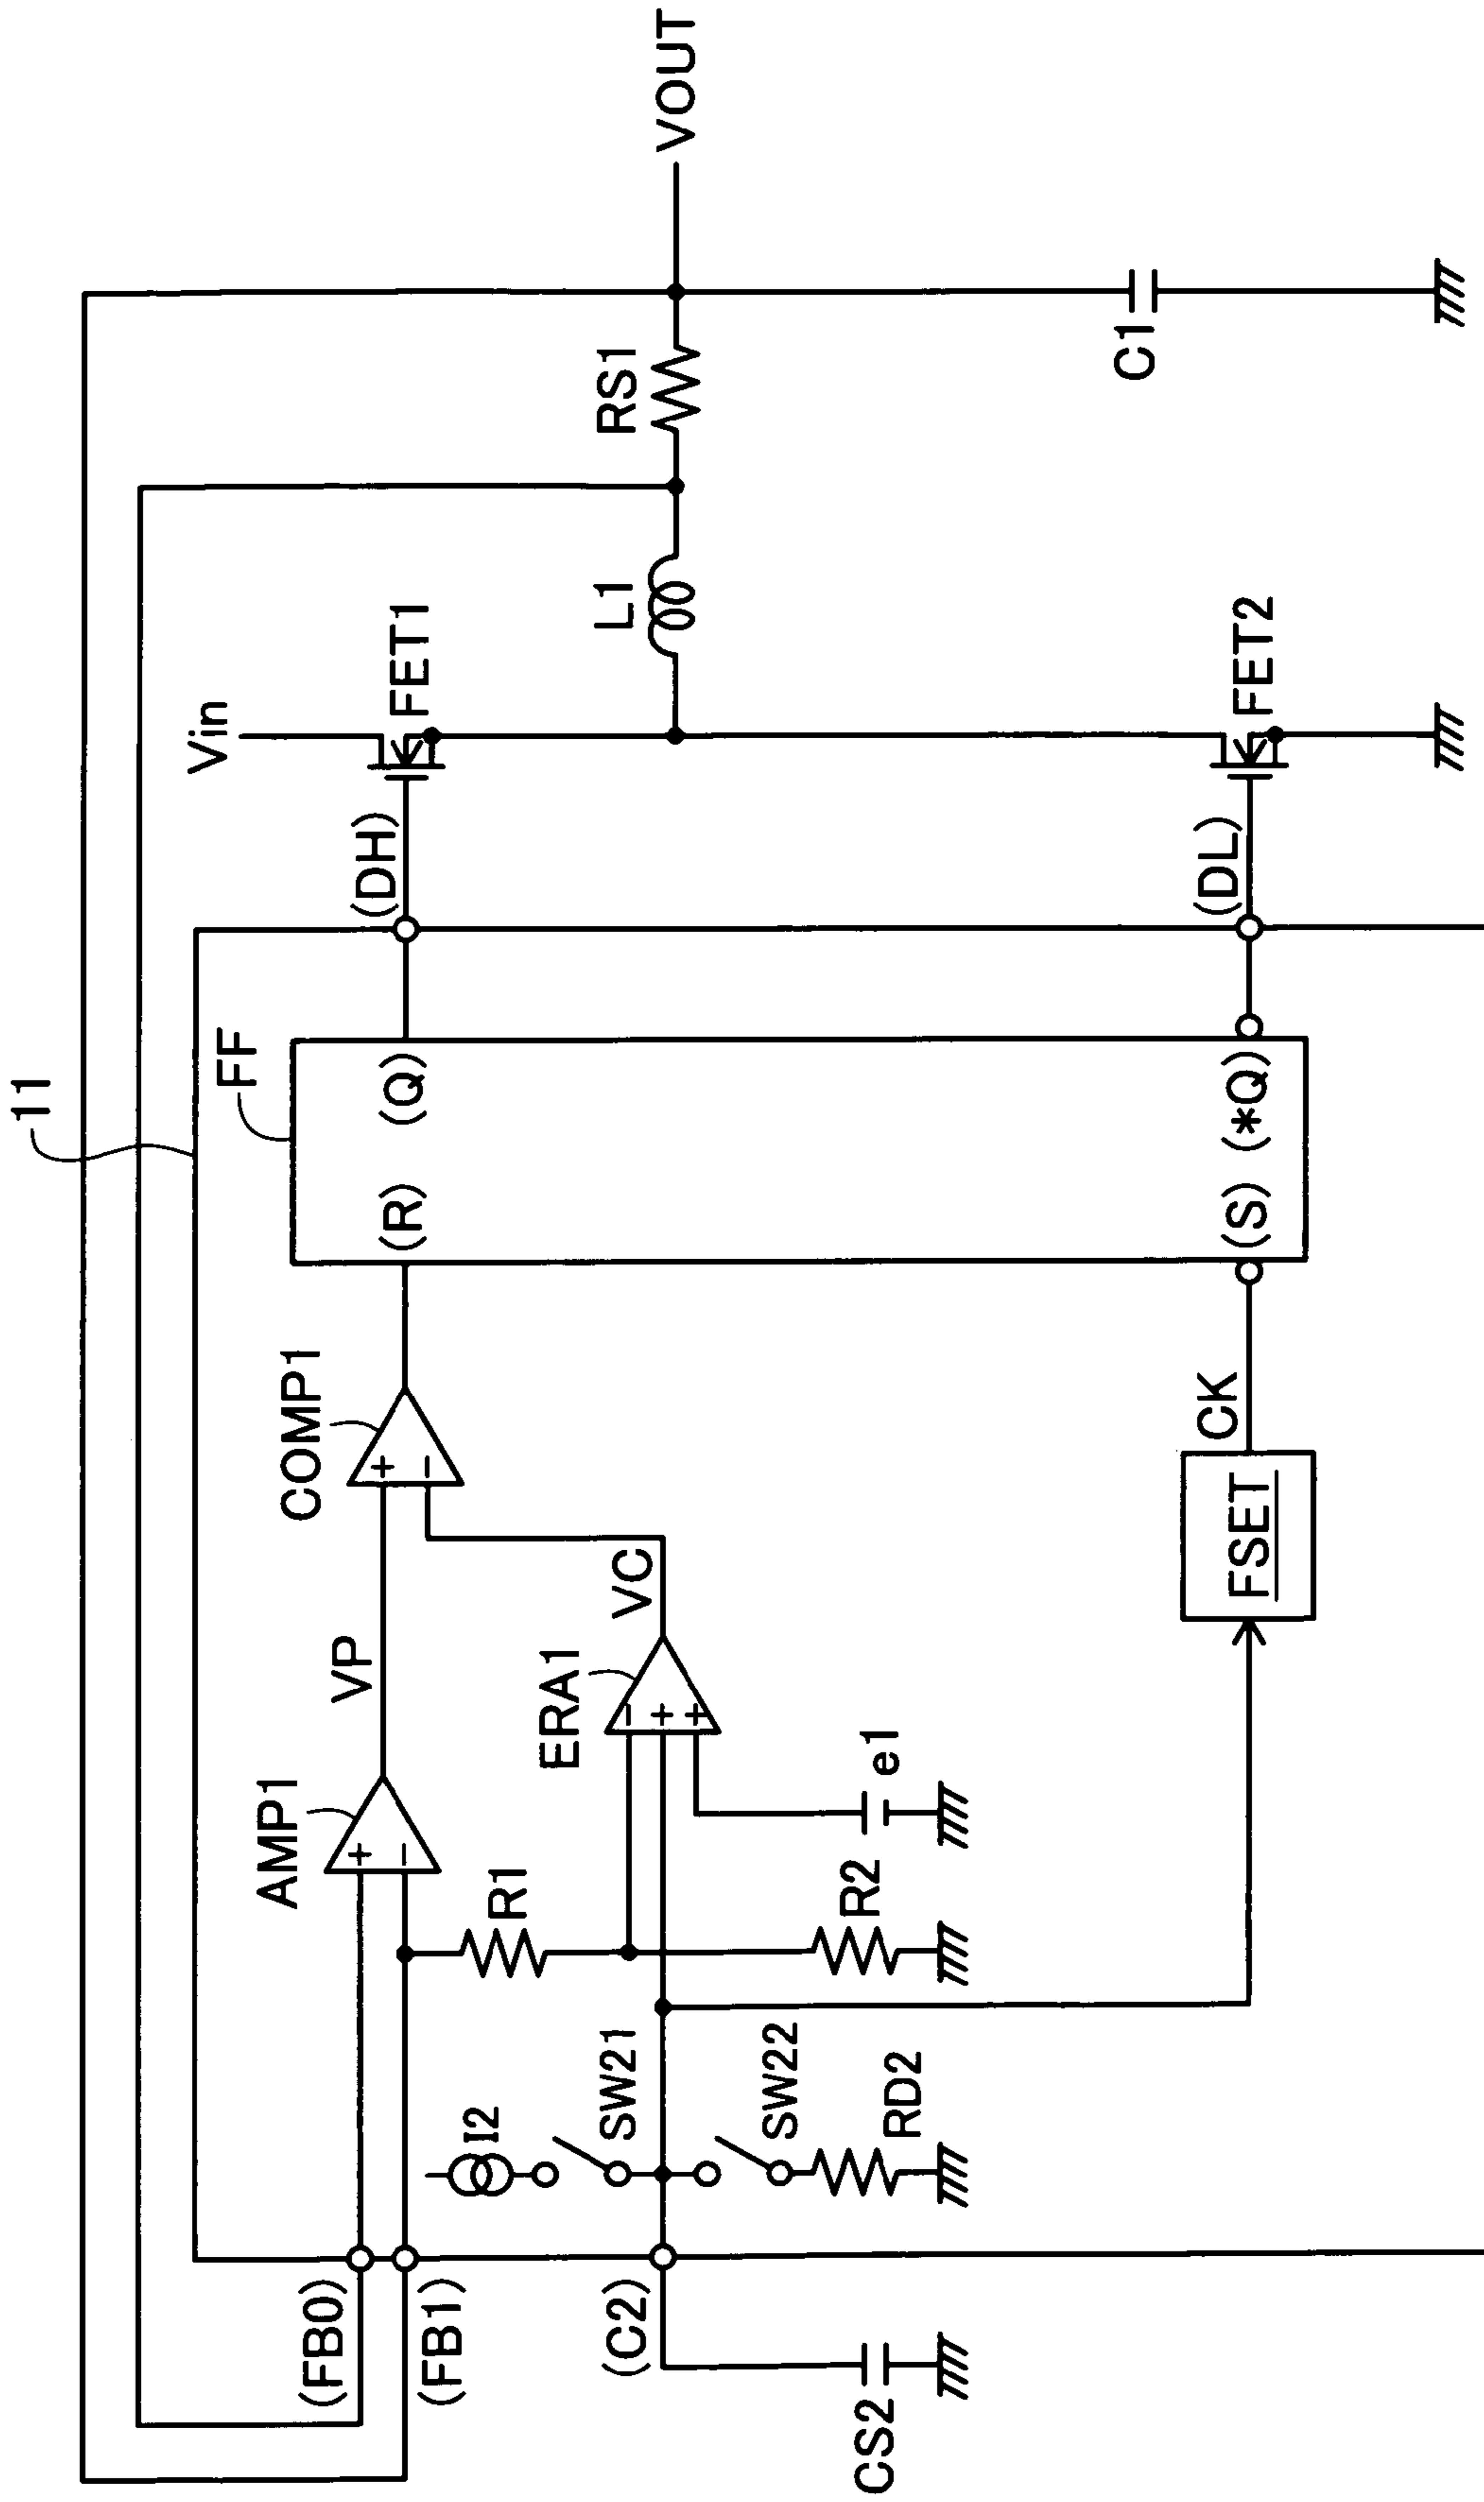 11
FF
Vin
VOUT
(FB0)
(FB1)
AMP1
+
−
VP
COMP1
+
−
(R)
(Q)
(DH)
FET1
R1
I2
SW21
ERA1
−
+
+
VC
L1
RS1
(C2)
SW22
RD2
R2
e1
CS2
C1
FSET
CK
(S)
(*Q)
(DL)
FET2